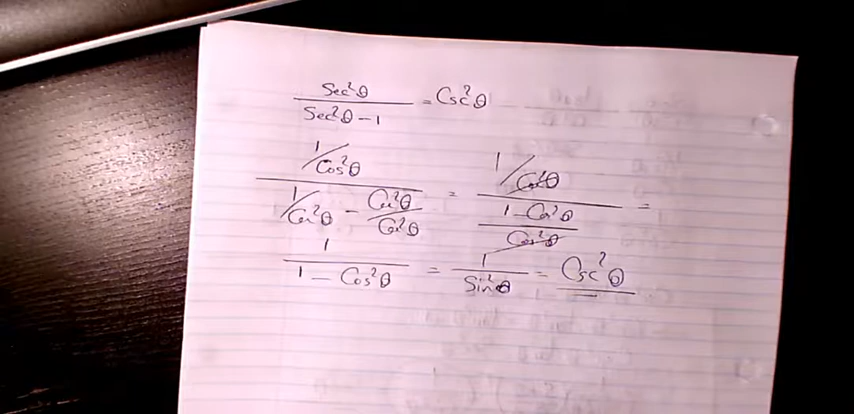 Sec²θ / Sec²θ - 1 = Csc²θ
(1/Cos²θ) / (1/Cos²θ - Cos²θ/Cos²θ) = (1/Cos²θ) / ((1 - Cos²θ)/Cos²θ) =
1 / (1 - Cos²θ) = 1 / Sin²θ = Csc²θ